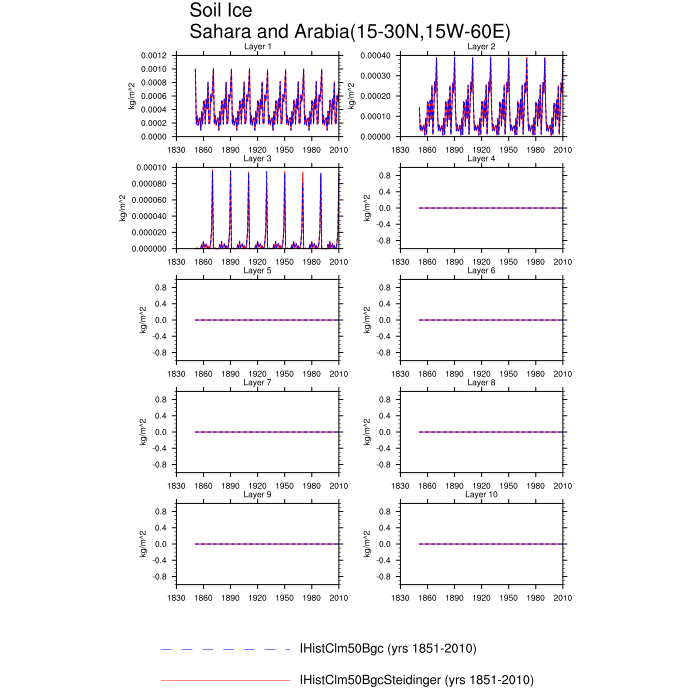 Soil Ice
Sahara and Arabia(15-30N,15W-60E)
Layer 1
Layer 2
kg/m^2
0.0012
0.0010
0.0008
0.0006
0.0004
0.0002
0.0000
1830 1860 1890 1920 1950 1980 2010
kg/m^2
0.00040
0.00030
0.00020
0.00010
0.00000
1830 1860 1890 1920 1950 1980 2010
Layer 3
Layer 4
kg/m^2
0.00010
0.000080
0.000060
0.000040
0.000020
0.000000
1830 1860 1890 1920 1950 1980 2010
kg/m^2
0.8
0.4
0.0
-0.4
-0.8
1830 1860 1890 1920 1950 1980 2010
Layer 5
Layer 6
kg/m^2
0.8
0.4
0.0
-0.4
-0.8
1830 1860 1890 1920 1950 1980 2010
kg/m^2
0.8
0.4
0.0
-0.4
-0.8
1830 1860 1890 1920 1950 1980 2010
Layer 7
Layer 8
kg/m^2
0.8
0.4
0.0
-0.4
-0.8
1830 1860 1890 1920 1950 1980 2010
kg/m^2
0.8
0.4
0.0
-0.4
-0.8
1830 1860 1890 1920 1950 1980 2010
Layer 9
Layer 10
kg/m^2
0.8
0.4
0.0
-0.4
-0.8
1830 1860 1890 1920 1950 1980 2010
kg/m^2
0.8
0.4
0.0
-0.4
-0.8
1830 1860 1890 1920 1950 1980 2010
IHistClm50Bgc (yrs 1851-2010)
IHistClm50BgcSteidinger (yrs 1851-2010)